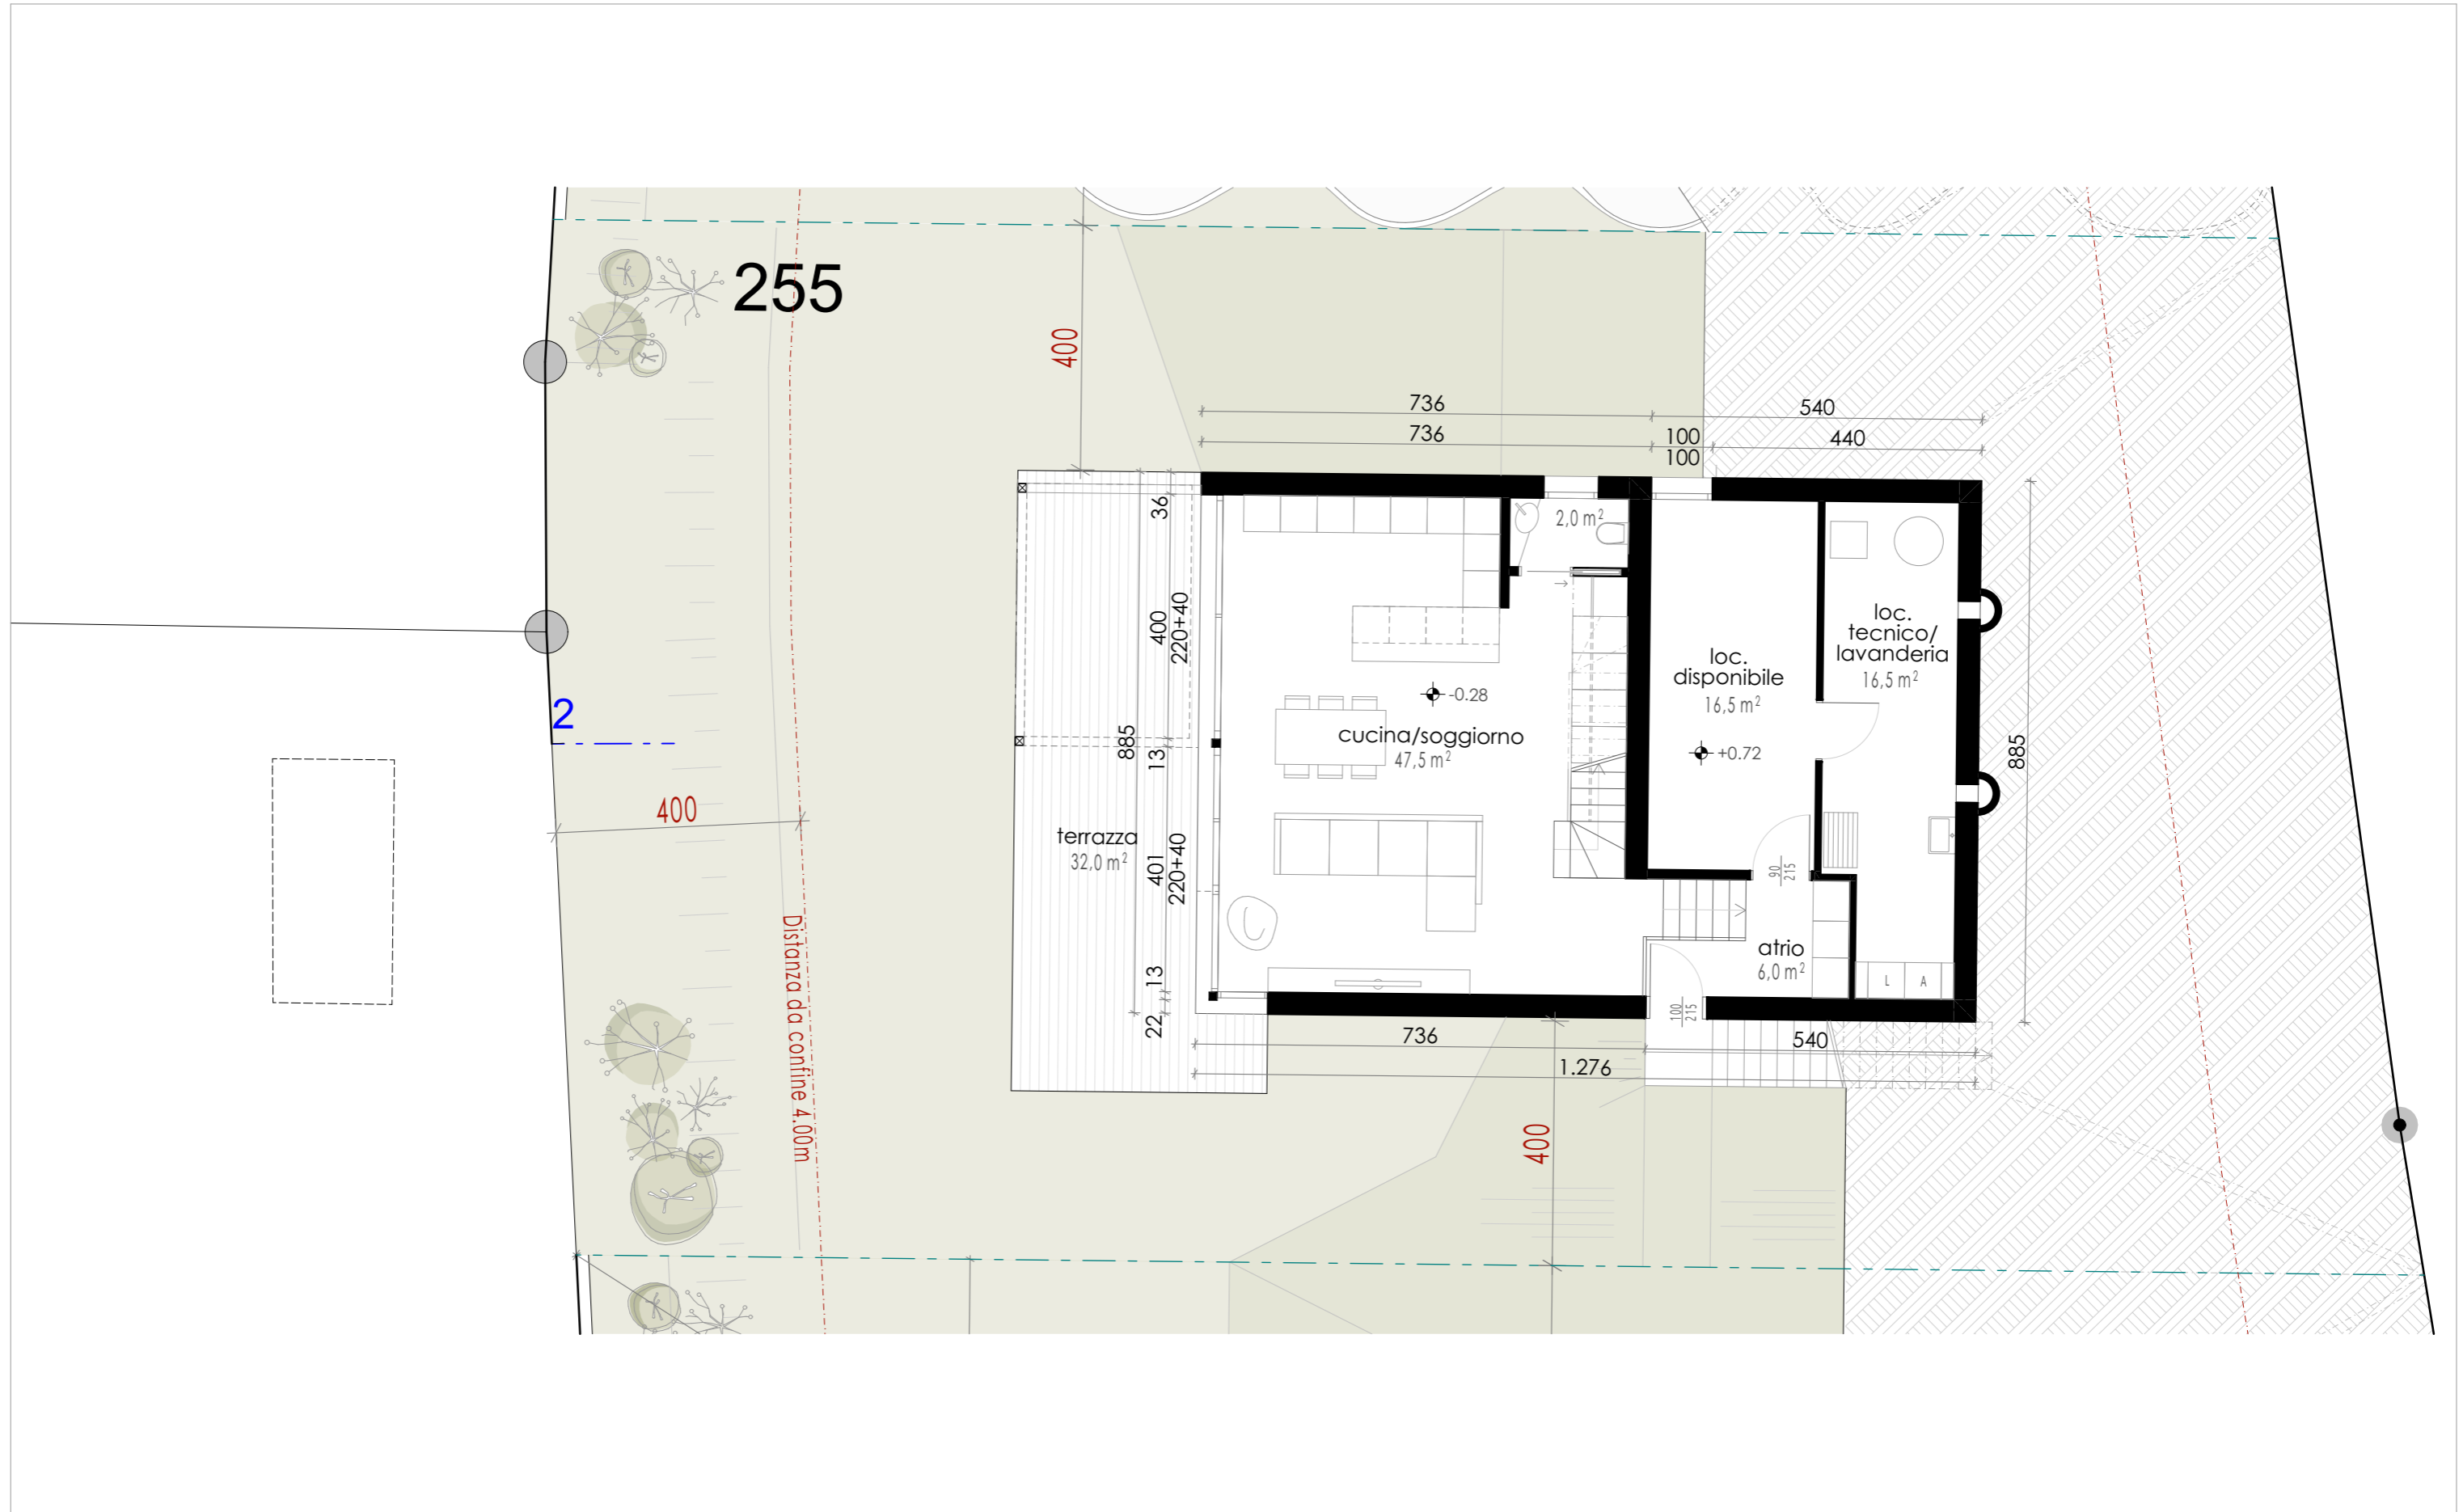 255
400
736
540
736
100
440
100
36
2,0 m²
400
220+40
loc.
tecnico/
lavanderia
16,5 m²
loc.
disponibile
16,5 m²
-0.28
2
cucina/soggiorno
47,5 m²
+0.72
885
13
885
400
terrazza
32,0 m²
401
220+40
90
215
Distanza da confine 4.00m
atrio
6,0 m²
13
L
A
22
100
215
736
540
1.276
400